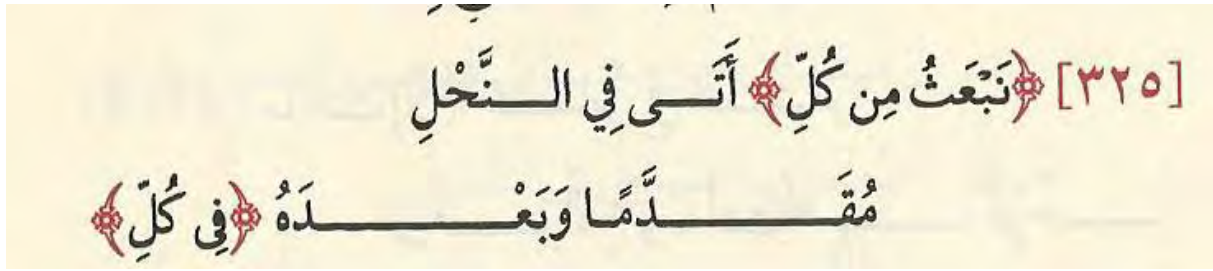 [٣٢٥] ﴿نَبْعَثُ مِن كُلِّ﴾ أَتَى فِي النَّحْلِ
مُقَدَّمًا وَبَعْدَهُ ﴿فِى كُلِّ﴾